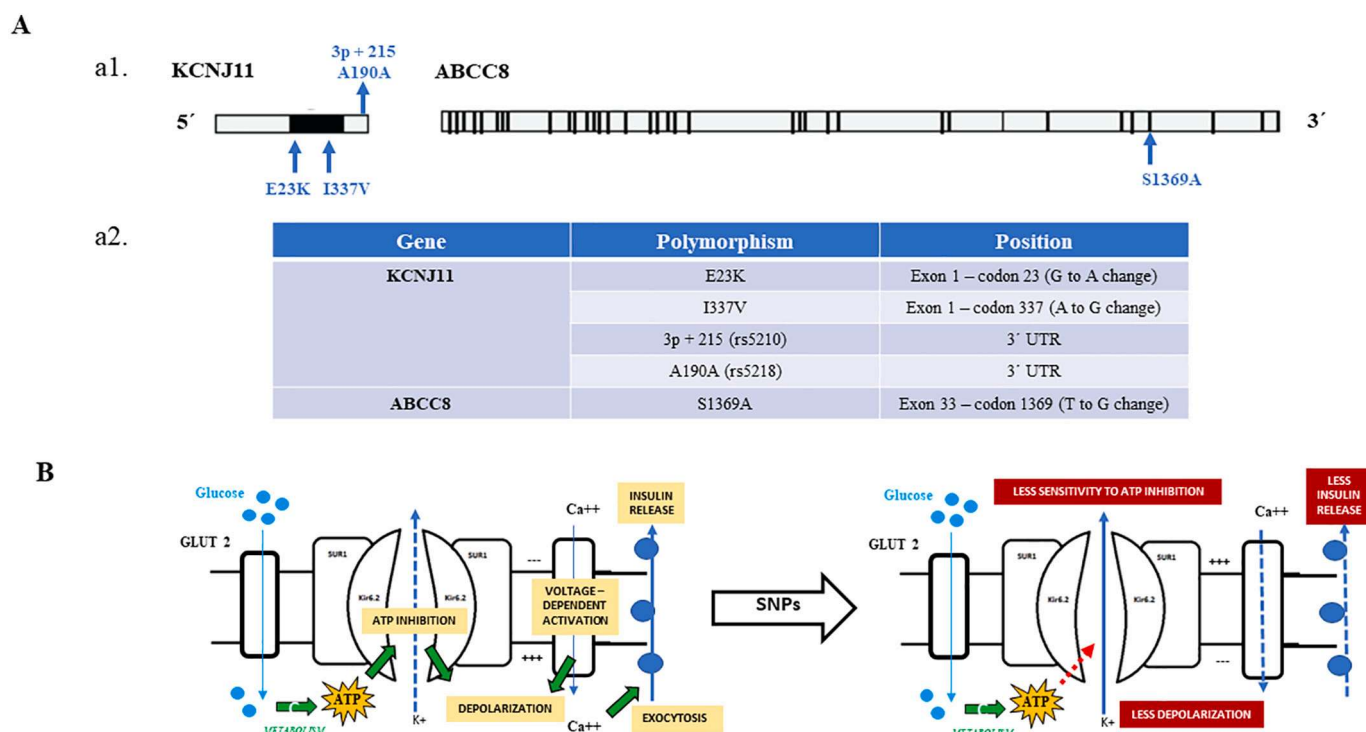 A
a1.
KCNJ11
3p + 215
A190A
ABCC8
5´
3´
E23K
I337V
S1369A
a2.
Gene
Polymorphism
Position
KCNJ11
E23K
Exon 1 – codon 23 (G to A change)
I337V
Exon 1 – codon 337 (A to G change)
3p + 215 (rs5210)
3´ UTR
A190A (rs5218)
3´ UTR
ABCC8
S1369A
Exon 33 – codon 1369 (T to G change)
B
Glucose
GLUT 2
SUR1
Kir6.2
SUR1
Kir6.2
ATP INHIBITION
ATP
METABOLISM
K+
DEPOLARIZATION
---
+++
Ca++
VOLTAGE –
DEPENDENT
ACTIVATION
Ca++
INSULIN
RELEASE
EXOCYTOSIS
SNPs
Glucose
GLUT 2
LESS SENSITIVITY TO ATP INHIBITION
SUR1
Kir6.2
SUR1
Kir6.2
ATP
METABOLISM
K+
LESS DEPOLARIZATION
+++
---
Ca++
LESS
INSULIN
RELEASE